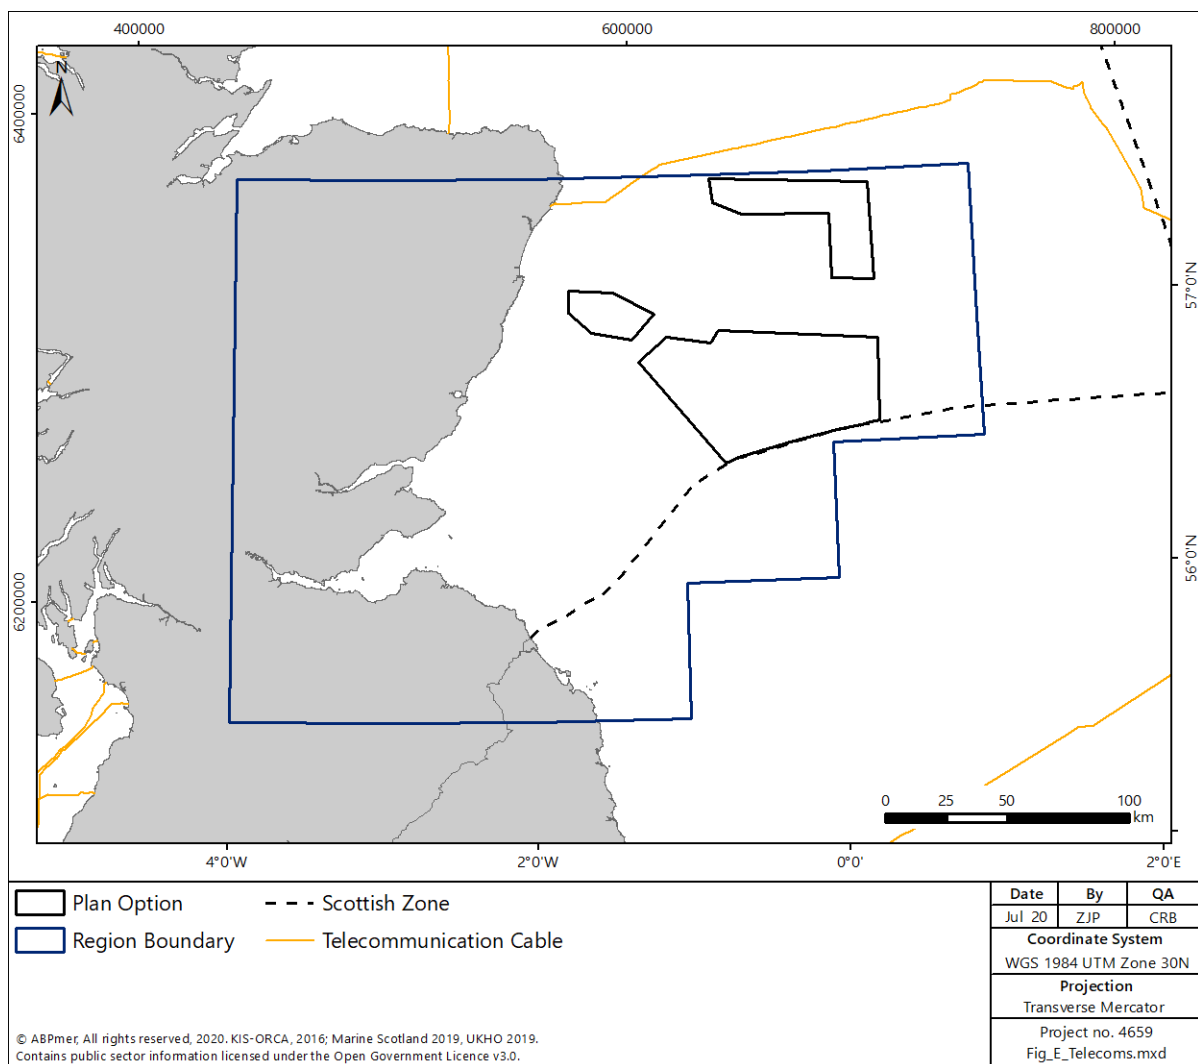 400000 600000 800000
N
6400000
57°0'N
56°0'N
6200000
0 25 50 100
km
4°0'W 2°0'W 0°0' 2°0'E
Plan Option
Scottish Zone
Region Boundary
Telecommunication Cable
Date By QA
Jul 20 ZJP CRB
Coordinate System
WGS 1984 UTM Zone 30N
Projection
Transverse Mercator
Project no. 4659
Fig_E_Telecoms.mxd
© ABPmer, All rights reserved, 2020. KIS-ORCA, 2016; Marine Scotland 2019, UKHO 2019.
Contains public sector information licensed under the Open Government Licence v3.0.